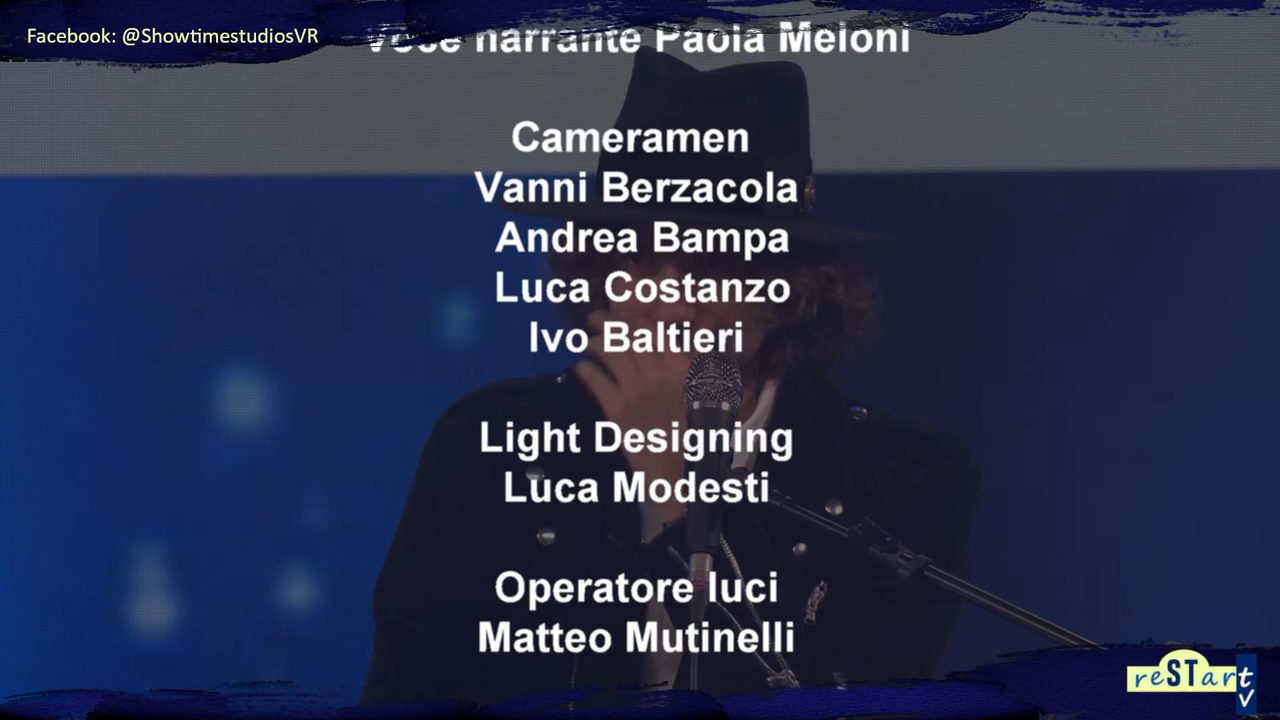 Facebook: @ShowtimestudiosVR
Voce narrante Paola Meloni
Cameramen
Vanni Berzacola
Andrea Bampa
Luca Costanzo
Ivo Baltieri
Light Designing
Luca Modesti
Operatore luci
Matteo Mutinelli
reSTart
tv